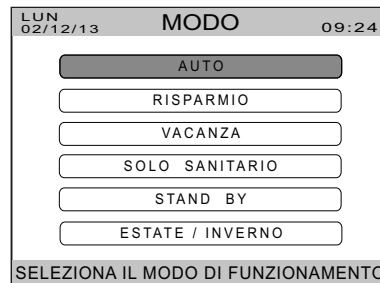 LUN
02/12/13
MODO
09:24
AUTO
RISPARMIO
VACANZA
SOLO SANITARIO
STAND BY
ESTATE / INVERNO
SELEZIONA IL MODO DI FUNZIONAMENTO